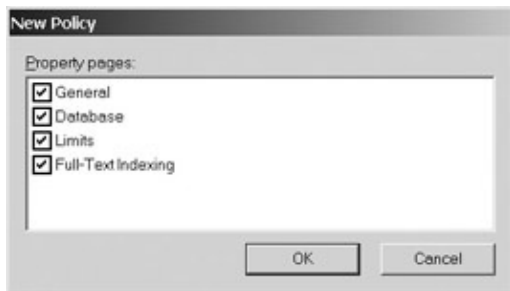 New Policy
Property pages:
General
Database
Limits
Full-Text Indexing
OK
Cancel